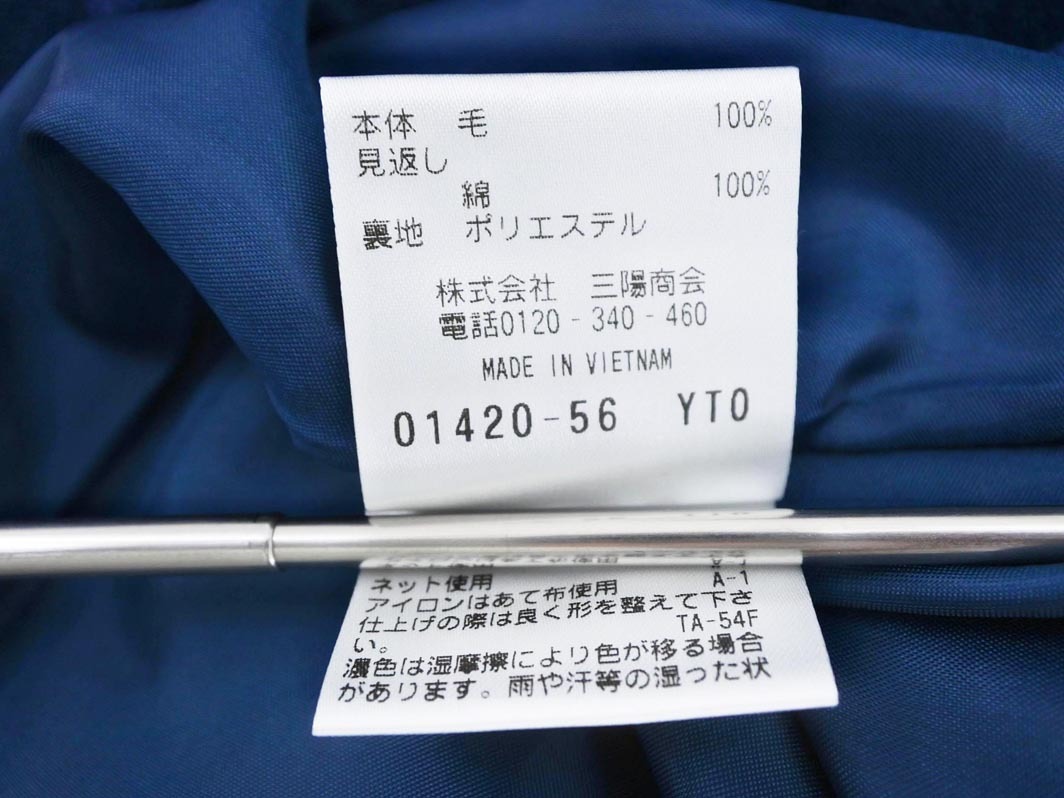 本体 毛 100%
見返し
綿 100%
裏地 ポリエステル
株式会社 三陽商会
電話0120-340-460
MADE IN VIETNAM
01420-56 YTO
ネット使用 A-1
アイロンはあて布使用
仕上げの際は良く形を整えて下さ
い。 TA-54F
濃色は湿摩擦により色が移る場合
があります。雨や汗等の湿った状